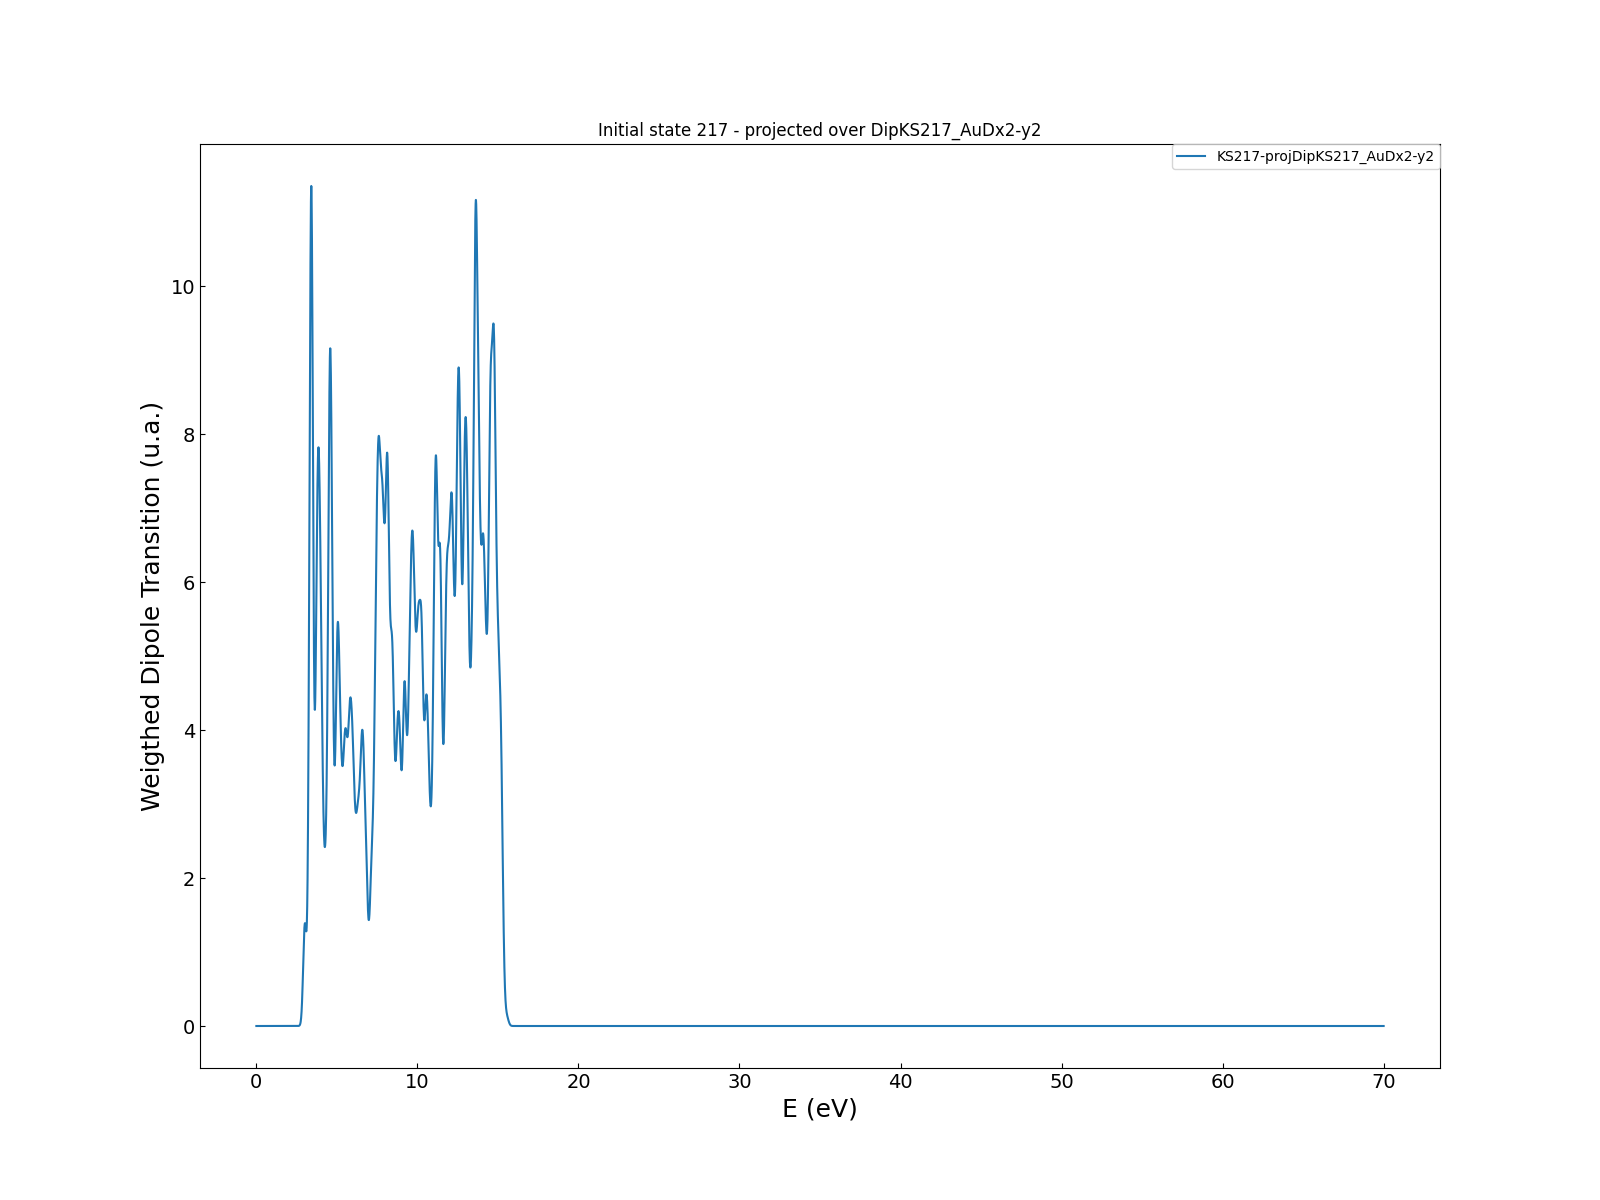 Initial state 217 - projected over DipKS217_AuDx2-y2
KS217-projDipKS217_AuDx2-y2
Weigthed Dipole Transition (u.a.)
10
8
6
4
2
0
0 10 20 30 40 50 60 70
E (eV)